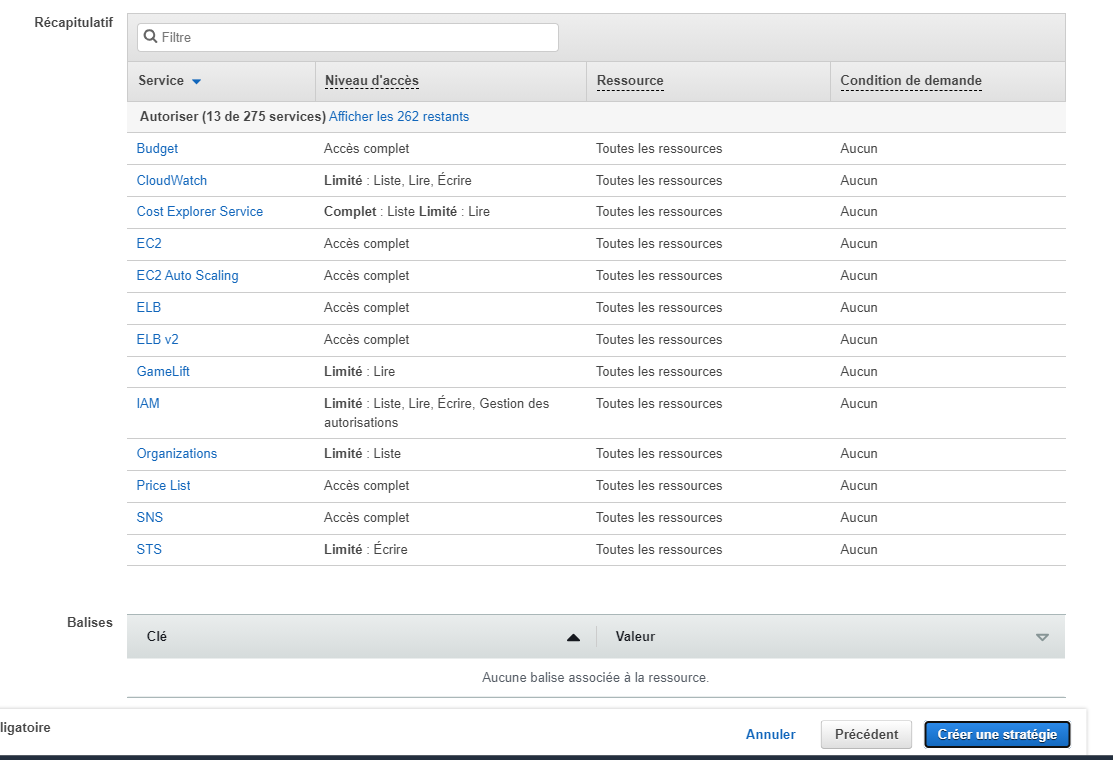 Récapitulatif
Filtre
Service Niveau d'accès Ressource Condition de demande
Autoriser (13 de 275 services) Afficher les 262 restants
Budget Accès complet Toutes les ressources Aucun
CloudWatch Limité : Liste, Lire, Écrire Toutes les ressources Aucun
Cost Explorer Service Complet : Liste Limité : Lire Toutes les ressources Aucun
EC2 Accès complet Toutes les ressources Aucun
EC2 Auto Scaling Accès complet Toutes les ressources Aucun
ELB Accès complet Toutes les ressources Aucun
ELB v2 Accès complet Toutes les ressources Aucun
GameLift Limité : Lire Toutes les ressources Aucun
IAM Limité : Liste, Lire, Écrire, Gestion des Toutes les ressources Aucun
autorisations
Organizations Limité : Liste Toutes les ressources Aucun
Price List Accès complet Toutes les ressources Aucun
SNS Accès complet Toutes les ressources Aucun
STS Limité : Écrire Toutes les ressources Aucun
Balises
Clé Valeur
Aucune balise associée à la ressource.
ligatoire
Annuler Précédent Créer une stratégie